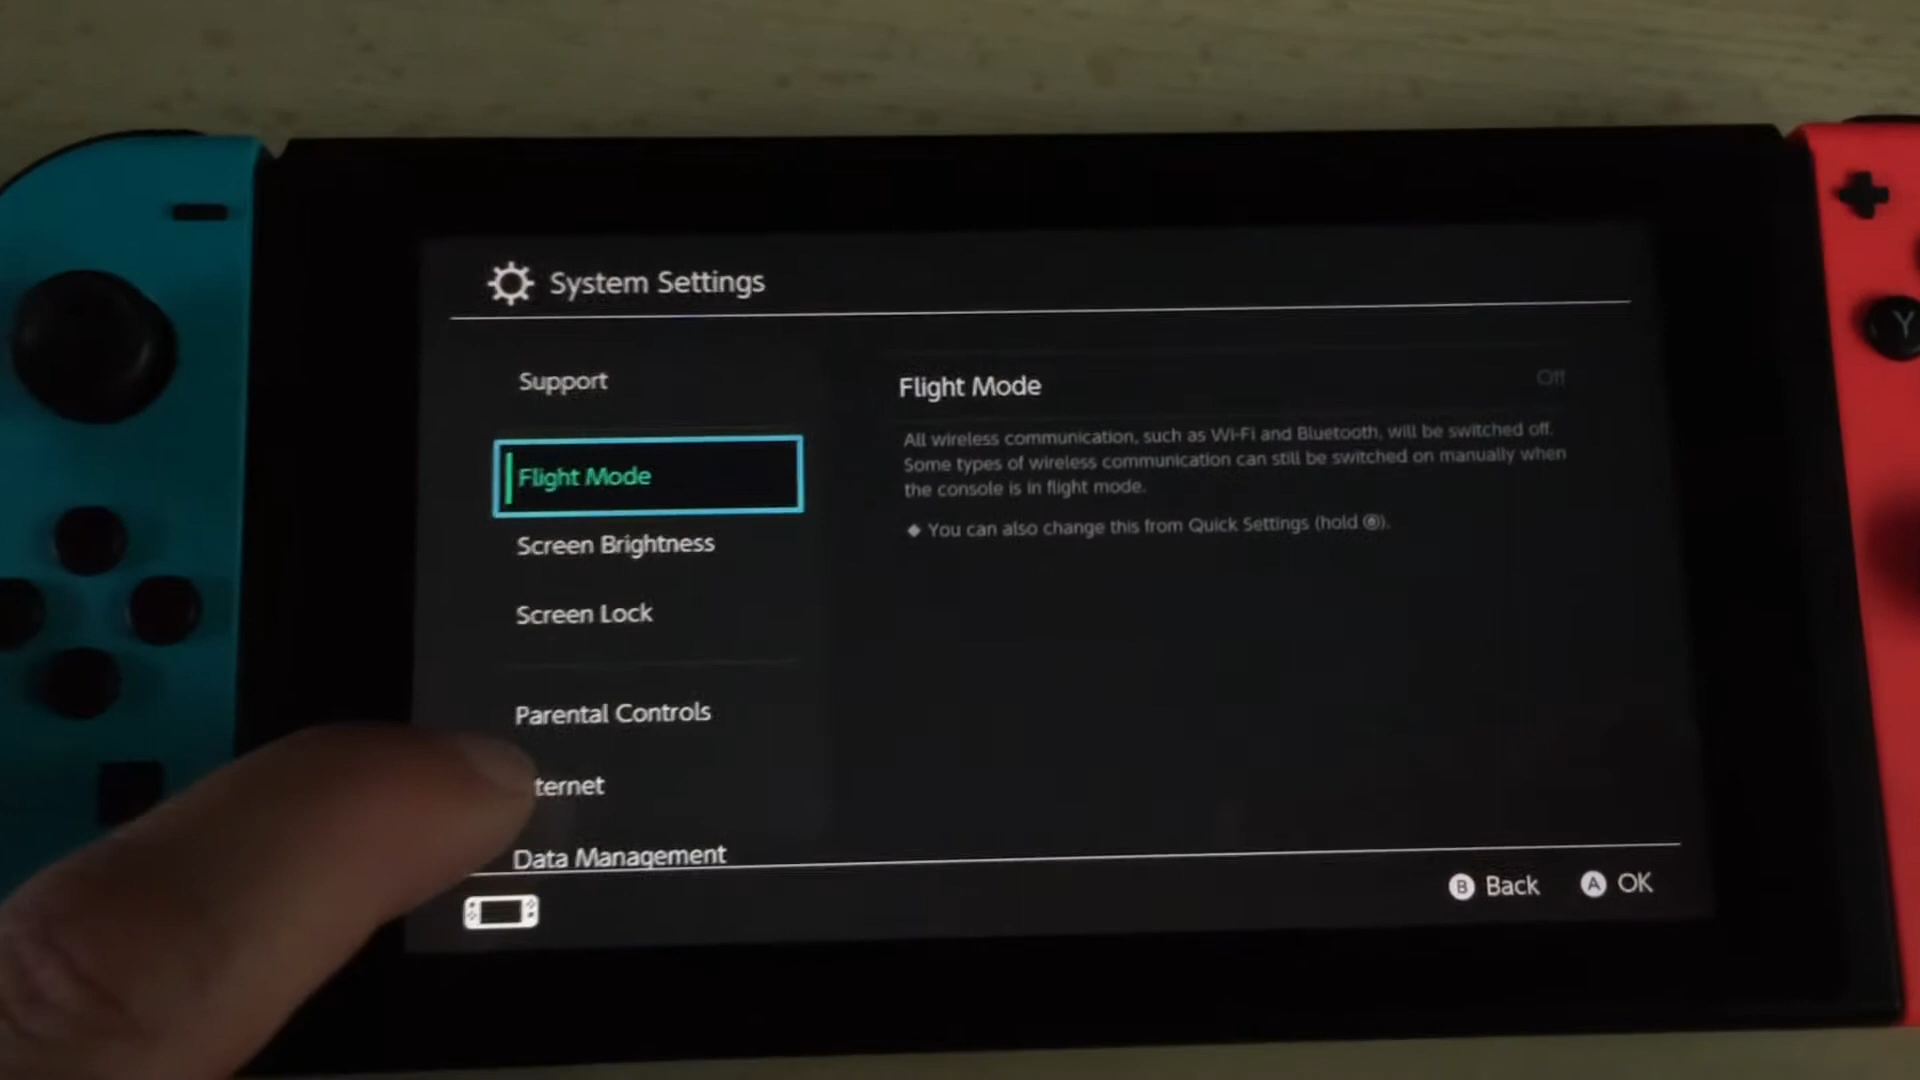 System Settings
Support
Flight Mode
Screen Brightness
Screen Lock
Parental Controls
ternet
Data Management
Flight Mode
Off
All wireless communication, such as Wi-Fi and Bluetooth, will be switched off.
Some types of wireless communication can still be switched on manually when
the console is in flight mode.
◆ You can also change this from Quick Settings (hold ).
B Back
A OK
Y